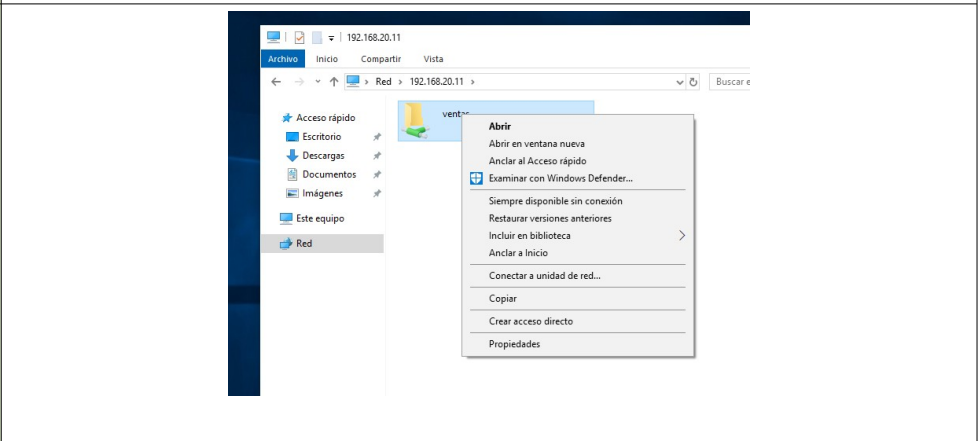 192.168.20.11
Archivo Inicio Compartir Vista
Red > 192.168.20.11 > Buscar e
Acceso rápido
Escritorio
Descargas
Documentos
Imágenes
Este equipo
Red
ventas
Abrir
Abrir en ventana nueva
Anclar al Acceso rápido
Examinar con Windows Defender...
Siempre disponible sin conexión
Restaurar versiones anteriores
Incluir en biblioteca
Anclar a Inicio
Conectar a unidad de red...
Copiar
Crear acceso directo
Propiedades